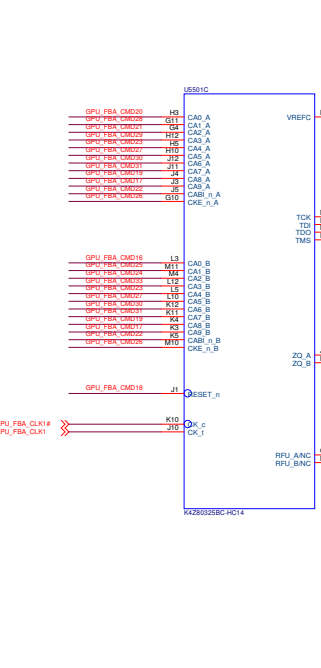 U5501C
GPU_FBA_CMD20 H3 CA0_A VREFC
GPU_FBA_CMD28 G11 CA1_A
GPU_FBA_CMD21 G4 CA2_A
GPU_FBA_CMD29 H12 CA3_A
GPU_FBA_CMD23 H5 CA4_A
GPU_FBA_CMD27 H10 CA5_A
GPU_FBA_CMD30 J12 CA6_A
GPU_FBA_CMD31 J11 CA7_A
GPU_FBA_CMD19 J4 CA8_A
GPU_FBA_CMD17 J3 CA9_A
GPU_FBA_CMD22 J5 CABI_n_A
GPU_FBA_CMD26 G10 CKE_n_A
TCK
TDI
TDO
TMS
GPU_FBA_CMD16 L3 CA0_B
GPU_FBA_CMD25 M11 CA1_B
GPU_FBA_CMD24 M4 CA2_B
GPU_FBA_CMD33 L12 CA3_B
GPU_FBA_CMD23 L5 CA4_B
GPU_FBA_CMD27 L10 CA5_B
GPU_FBA_CMD30 K12 CA6_B
GPU_FBA_CMD31 K11 CA7_B
GPU_FBA_CMD19 K4 CA8_B
GPU_FBA_CMD17 K3 CA9_B
GPU_FBA_CMD22 K5 CABI_n_B
GPU_FBA_CMD26 M10 CKE_n_B
ZQ_A
ZQ_B
GPU_FBA_CMD18 J1 RESET_n
PU_FBA_CLK1# K10 CK_c
PU_FBA_CLK1 J10 CK_t
RFU_A/NC
RFU_B/NC
K4Z80325BC-HC14